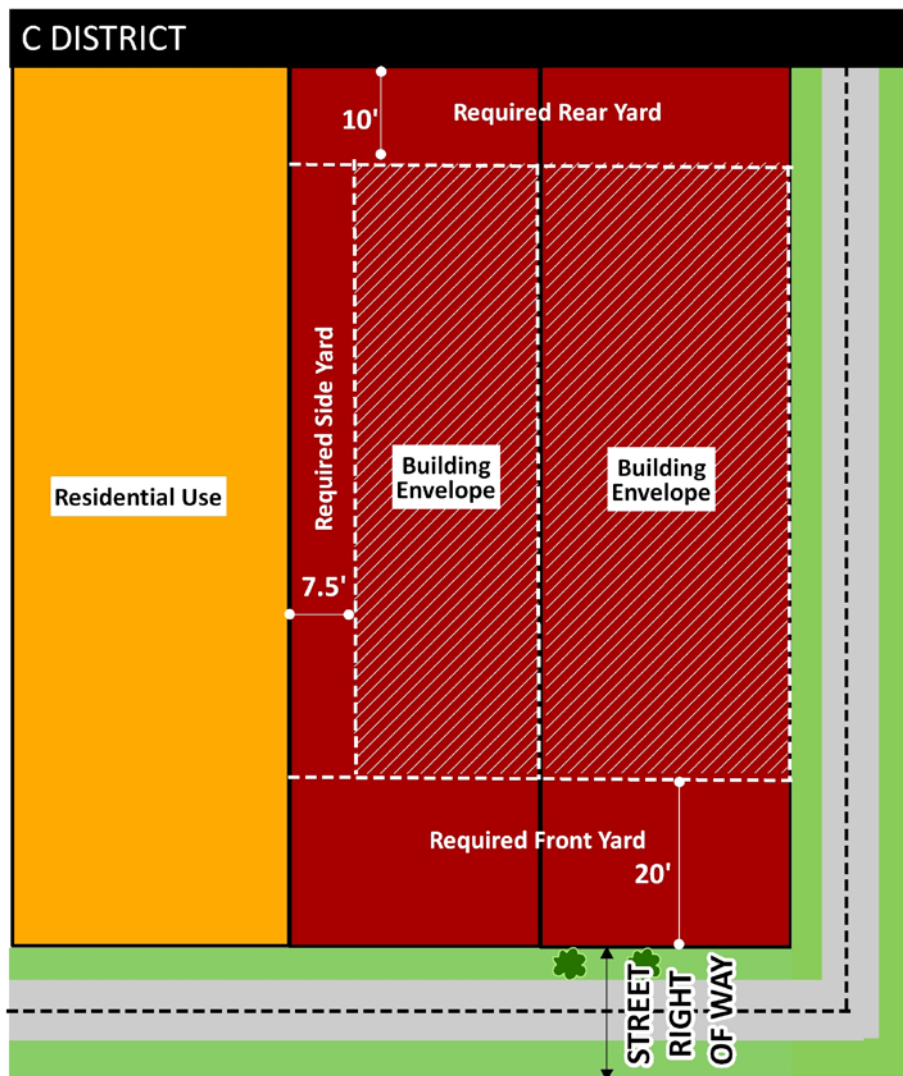 C DISTRICT
10'
Required Rear Yard
Required Side Yard
Building
Envelope
Building
Envelope
Residential Use
7.5'
Required Front Yard
20'
STREET
RIGHT
OF WAY